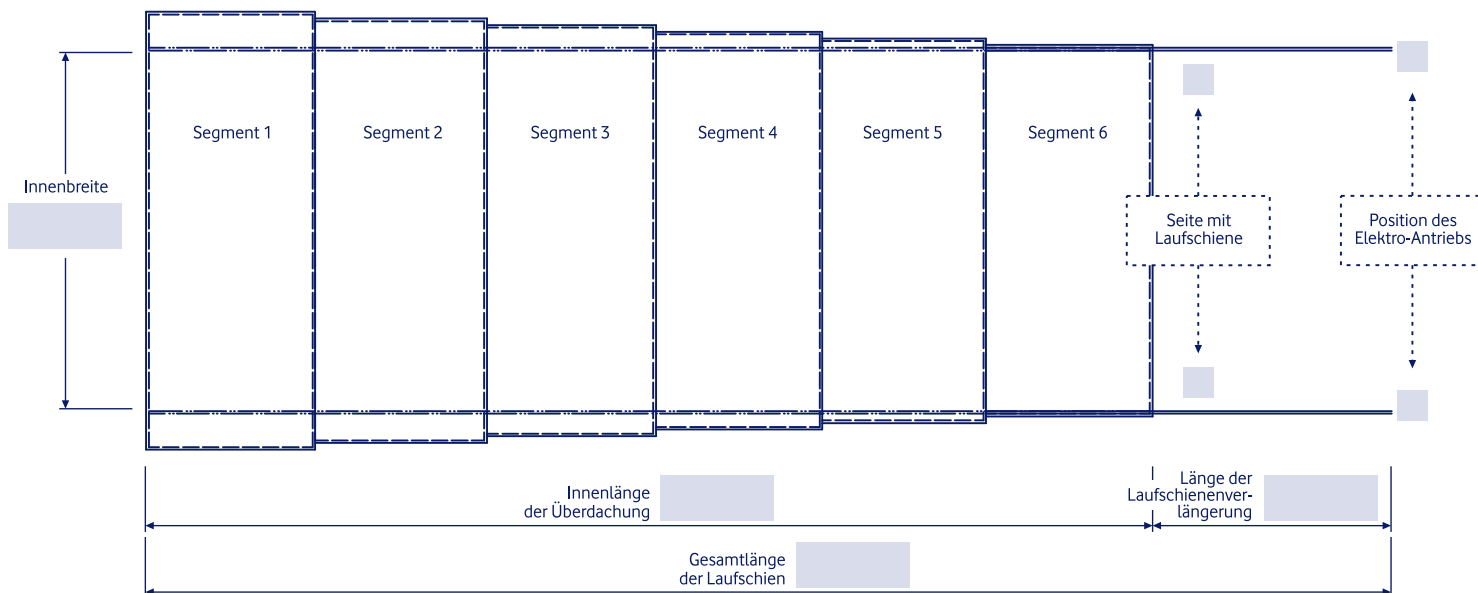 Segment 1
Segment 2
Segment 3
Segment 4
Segment 5
Segment 6
Innenbreite
Seite mit
Laufschiene
Position des
Elektro-Antriebs
Innenlänge
der Überdachung
Länge der
Laufschienenver-
längerung
Gesamtlänge
der Laufschien